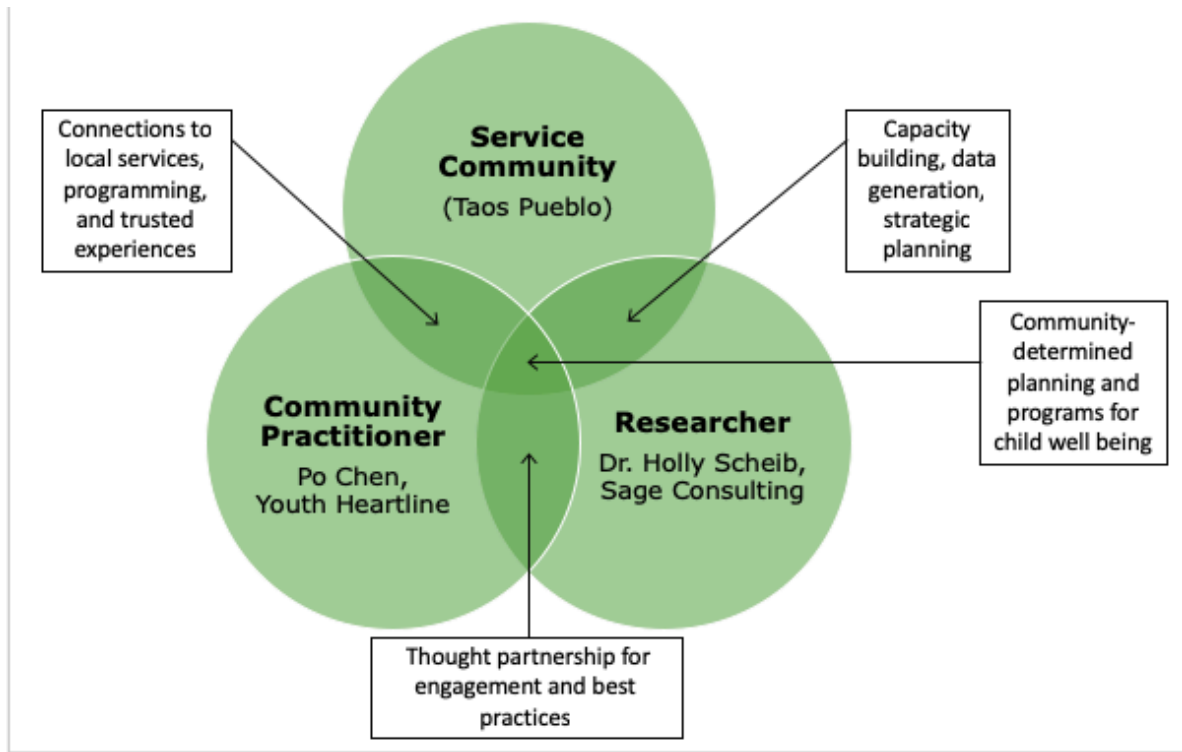 Service
Community
(Taos Pueblo)
Connections to
local services,
programming,
and trusted
experiences
Capacity
building, data
generation,
strategic
planning
Community-
determined
planning and
programs for
child well being
Community
Practitioner
Po Chen,
Youth Heartline
Researcher
Dr. Holly Scheib,
Sage Consulting
Thought partnership for
engagement and best
practices